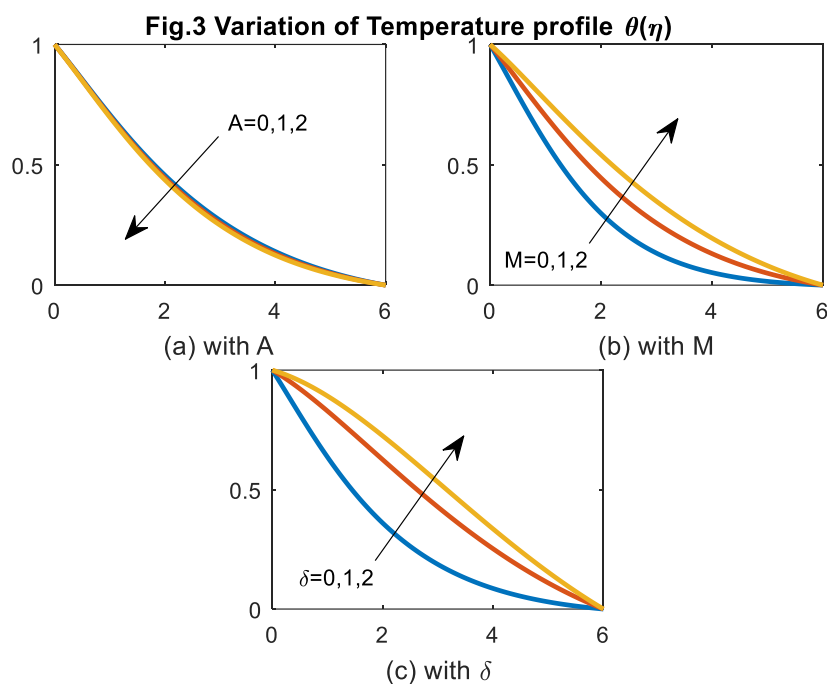 Fig.3 Variation of Temperature profile θ(η)
1
0.5
0
0 2 4 6
A=0,1,2
(a) with A
1
0.5
0
0 2 4 6
M=0,1,2
(b) with M
1
0.5
0
0 2 4 6
δ=0,1,2
(c) with δ